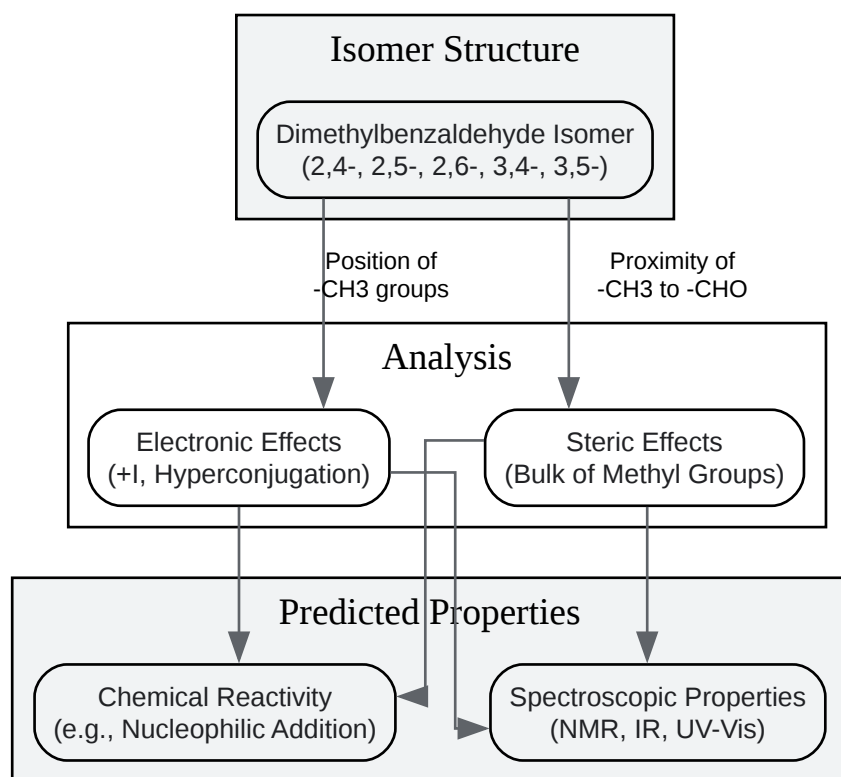 Isomer Structure
Dimethylbenzaldehyde Isomer
(2,4-, 2,5-, 2,6-, 3,4-, 3,5-)
Position of
-CH3 groups
Proximity of
-CH3 to -CHO
Analysis
Electronic Effects
(+I, Hyperconjugation)
Steric Effects
(Bulk of Methyl Groups)
Predicted Properties
Chemical Reactivity
(e.g., Nucleophilic Addition)
Spectroscopic Properties
(NMR, IR, UV-Vis)